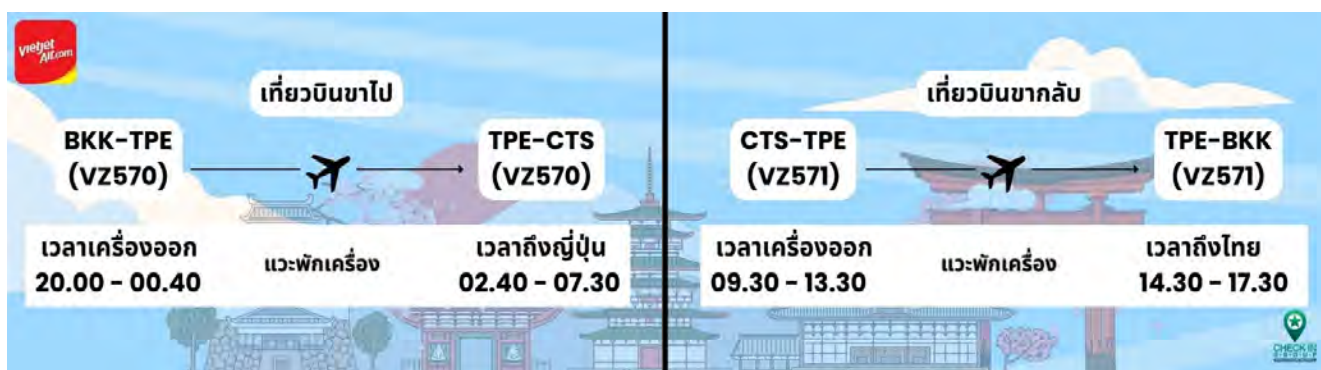 vietjet
Air.com
เที่ยวบินขาไป
BKK-TPE
(VZ570)
TPE-CTS
(VZ570)
เวลาเครื่องออก
20.00 - 00.40
แวะพักเครื่อง
เวลาถึงญี่ปุ่น
02.40 - 07.30
เที่ยวบินขากลับ
CTS-TPE
(VZ571)
TPE-BKK
(VZ571)
เวลาเครื่องออก
09.30 - 13.30
แวะพักเครื่อง
เวลาถึงไทย
14.30 - 17.30
CHECK IN